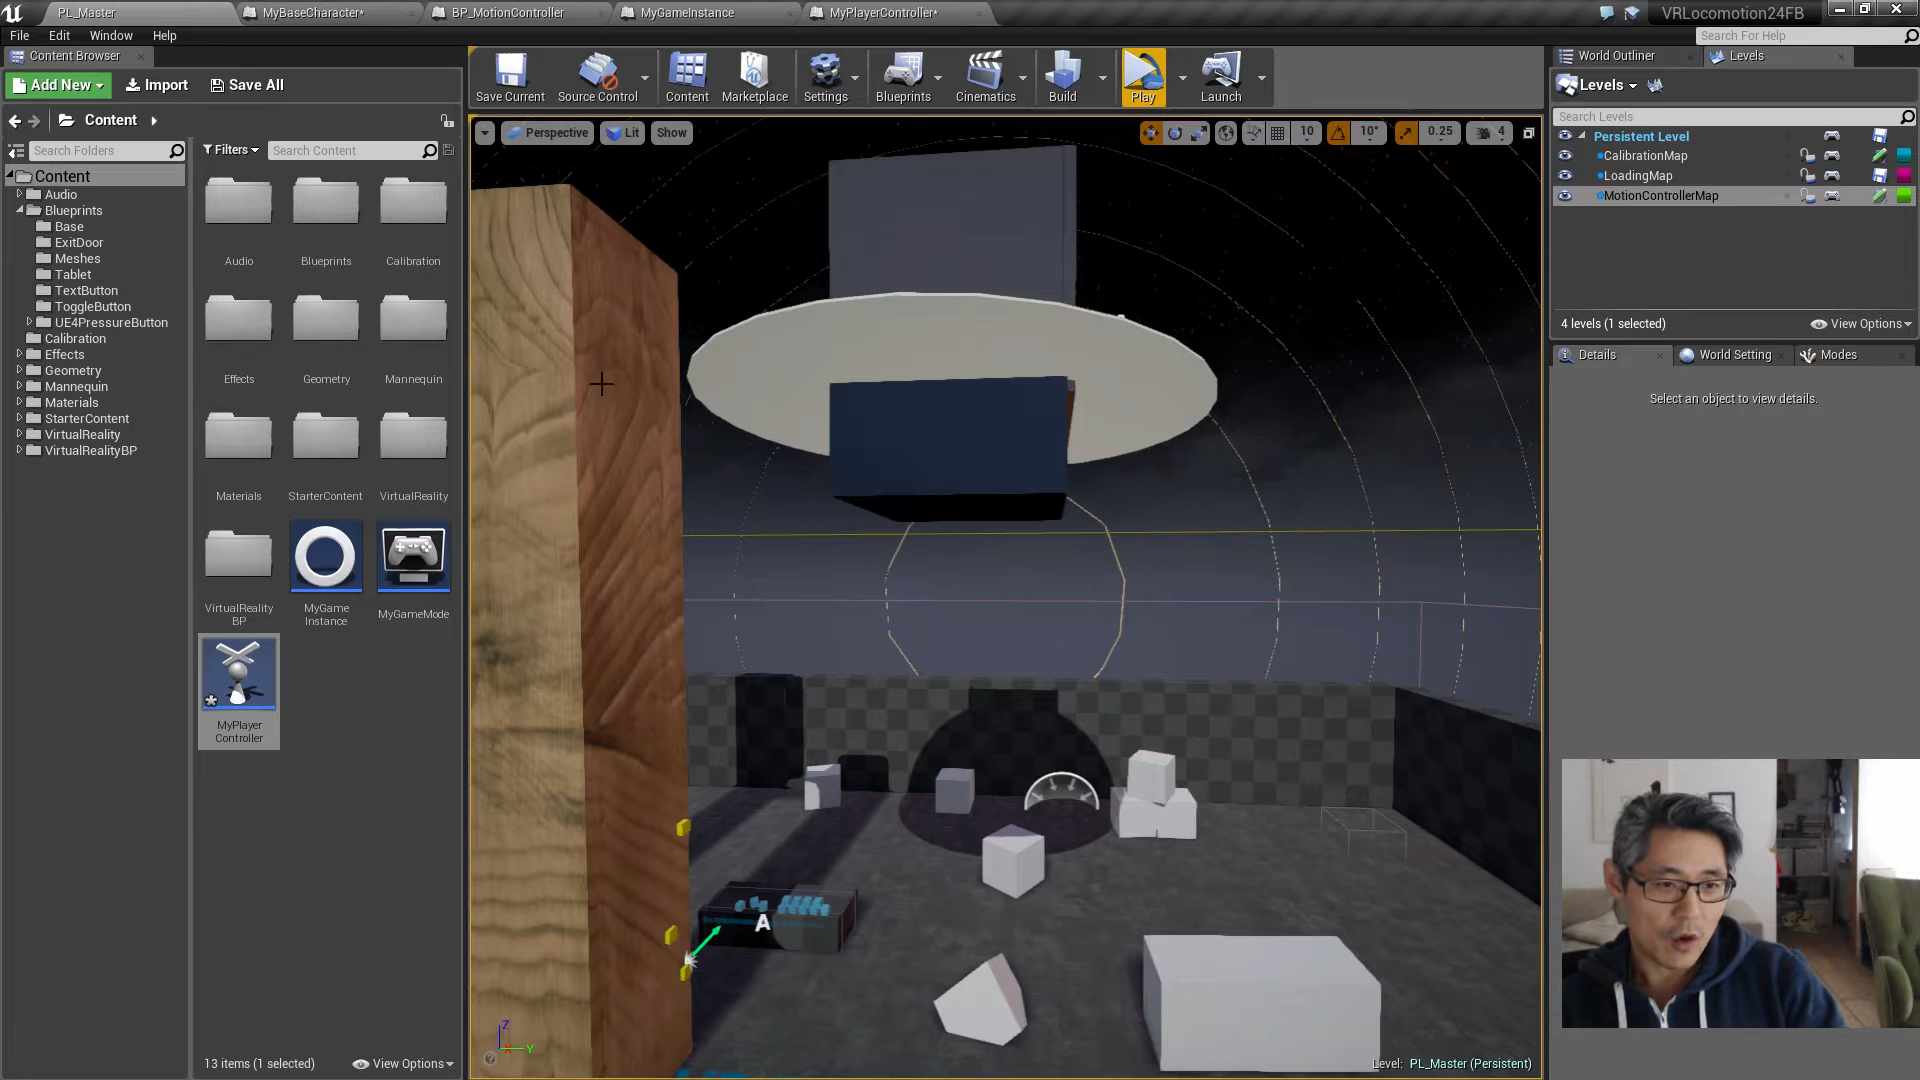 PL_Master
MyBaseCharacter*
BP_MotionController
MyGameInstance
MyPlayerController*
VRLocomotion24FB
File
Edit
Window
Help
Search For Help
Content Browser
Add New
Import
Save All
Content
Search Folders
Filters
Search Content
Content
Audio
Blueprints
Base
ExitDoor
Meshes
Tablet
TextButton
ToggleButton
UE4PressureButton
Calibration
Effects
Geometry
Mannequin
Materials
StarterContent
VirtualReality
VirtualRealityBP
Audio
Blueprints
Calibration
Effects
Geometry
Mannequin
Materials
StarterContent
VirtualReality
VirtualReality
BP
MyGame
Instance
MyGameMode
MyPlayer
Controller
13 items (1 selected)
View Options
Save Current
Source Control
Content
Marketplace
Settings
Blueprints
Cinematics
Build
Play
Launch
Perspective
Lit
Show
10
10°
0.25
4
A
Z
Y
Level: PL_Master (Persistent)
World Outliner
Levels
Levels
Search Levels
Persistent Level
CalibrationMap
LoadingMap
MotionControllerMap
4 levels (1 selected)
View Options
Details
World Setting
Modes
Select an object to view details.